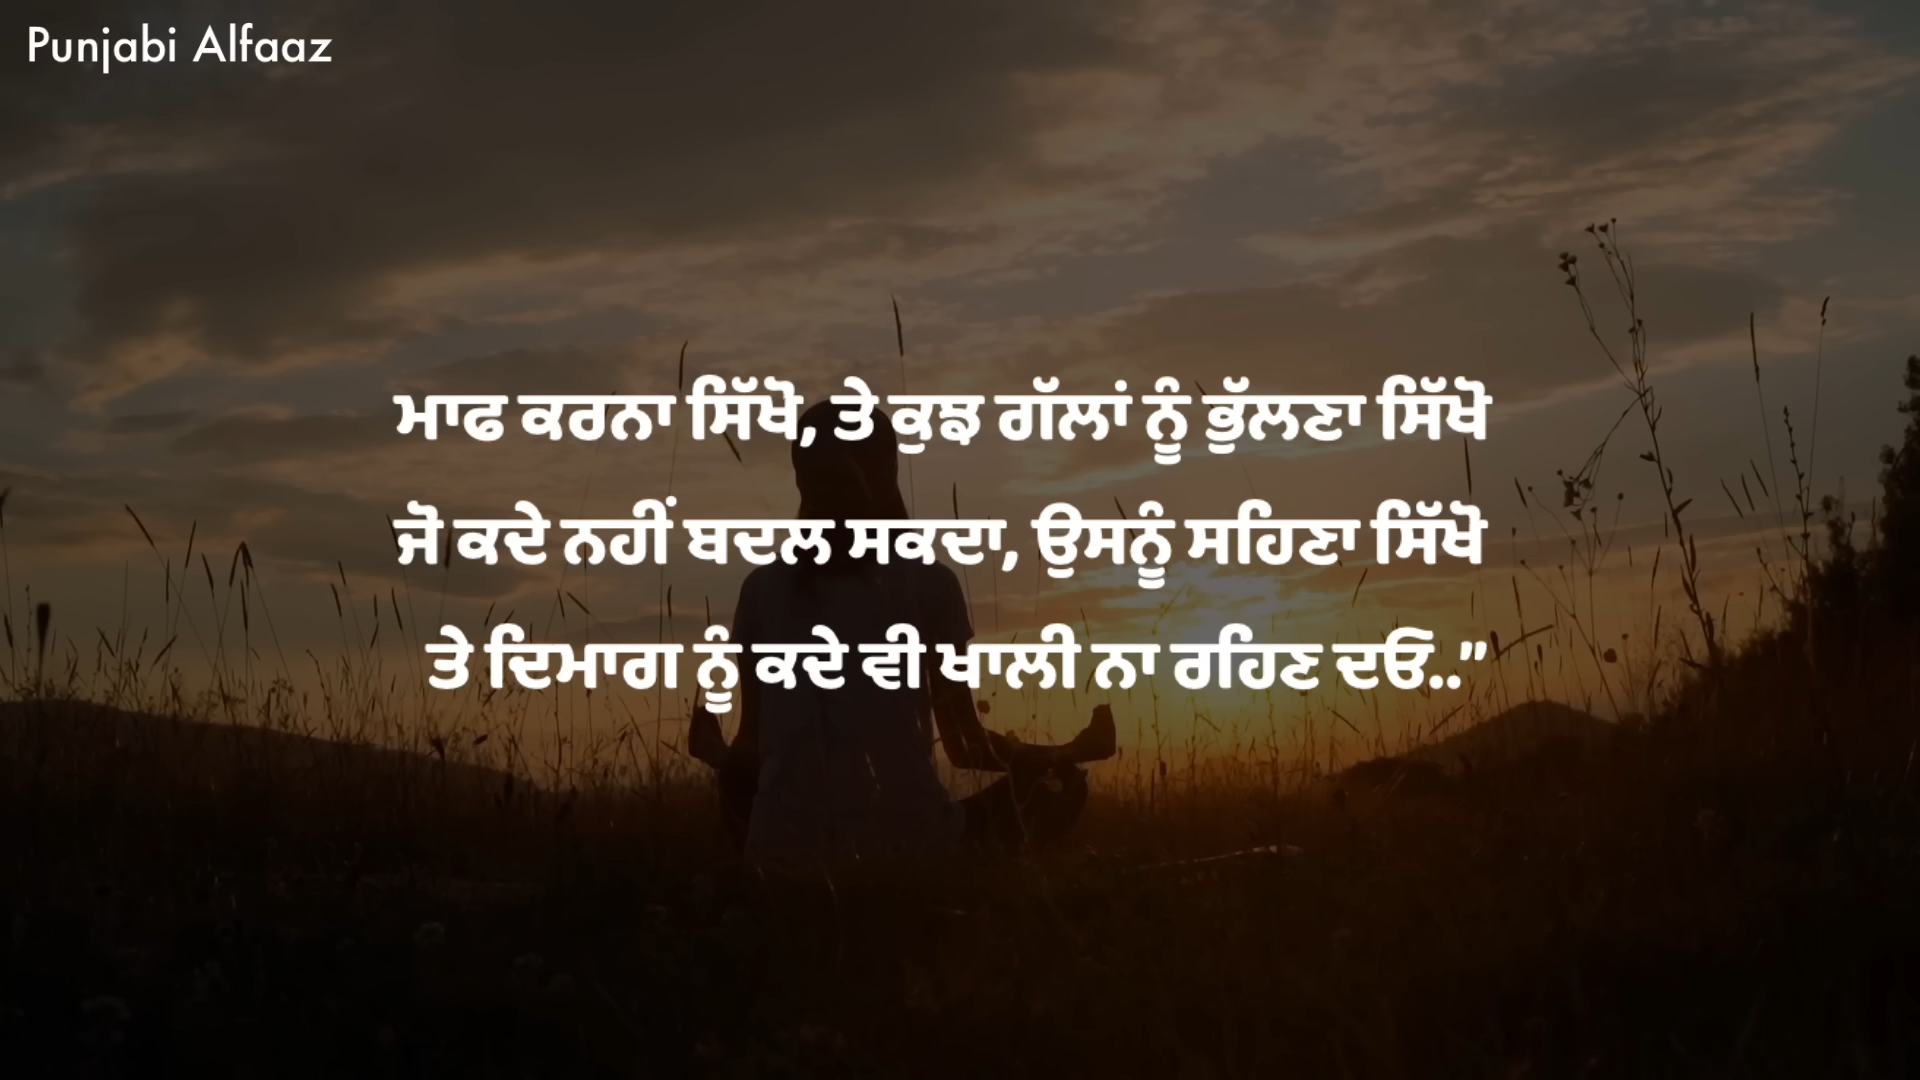 Punjabi Alfaaz
ਮਾਫ ਕਰਨਾ ਸਿੱਖੋ, ਤੇ ਕੁਝ ਗੱਲਾਂ ਨੂੰ ਭੁੱਲਣਾ ਸਿੱਖੋ
ਜੋ ਕਦੇ ਨਹੀਂ ਬਦਲ ਸਕਦਾ, ਉਸਨੂੰ ਸਹਿਣਾ ਸਿੱਖੋ
ਤੇ ਦਿਮਾਗ ਨੂੰ ਕਦੇ ਵੀ ਖਾਲੀ ਨਾ ਰਹਿਣ ਦਓ..”